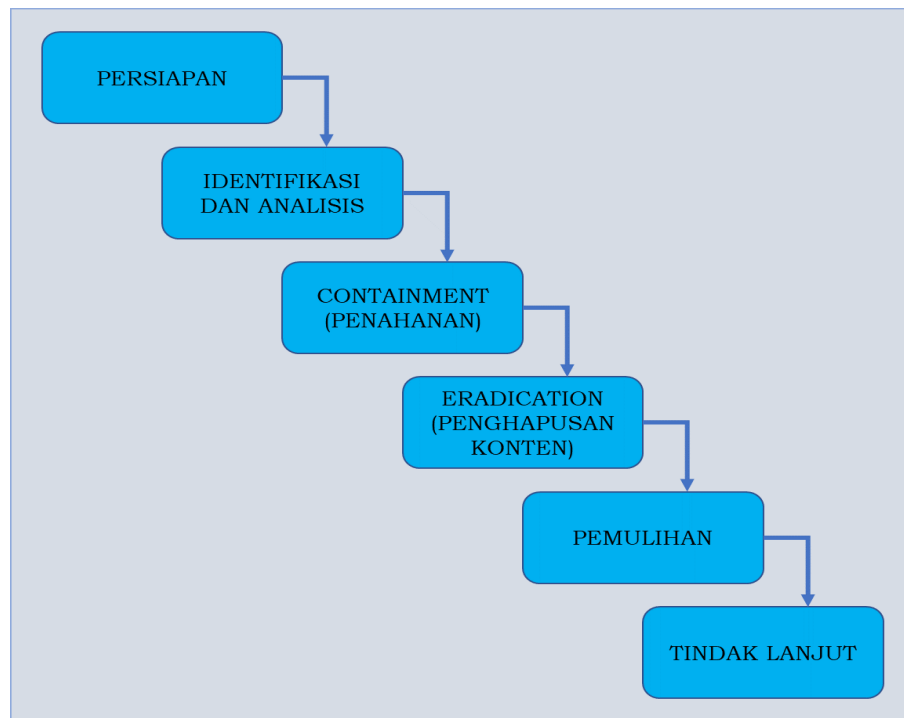 PERSIAPAN
IDENTIFIKASI
DAN ANALISIS
CONTAINMENT
(PENAHANAN)
ERADICATION
(PENGHAPUSAN
KONTEN)
PEMULIHAN
TINDAK LANJUT